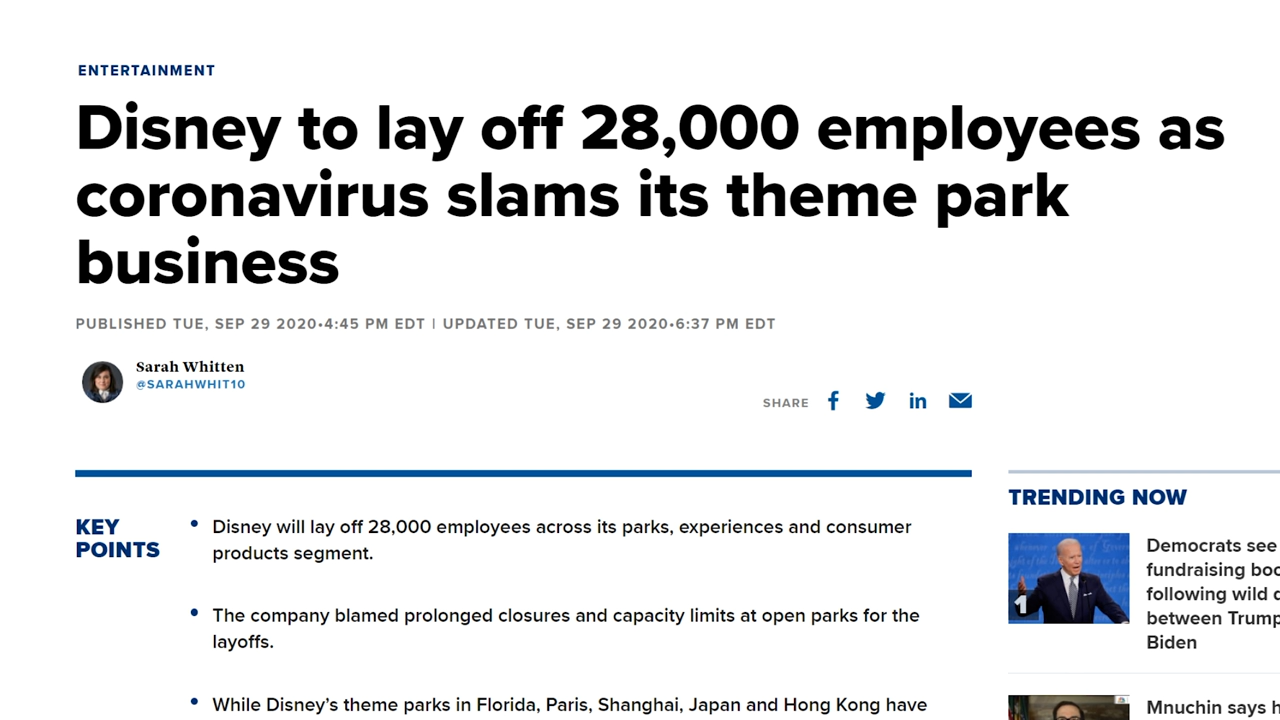 ENTERTAINMENT
Disney to lay off 28,000 employees as
coronavirus slams its theme park
business
PUBLISHED TUE, SEP 29 2020•4:45 PM EDT | UPDATED TUE, SEP 29 2020•6:37 PM EDT
Sarah Whitten
@SARAHWHIT10
SHARE
KEY
POINTS
• Disney will lay off 28,000 employees across its parks, experiences and consumer
products segment.
• The company blamed prolonged closures and capacity limits at open parks for the
layoffs.
• While Disney’s theme parks in Florida, Paris, Shanghai, Japan and Hong Kong have
TRENDING NOW
1
Democrats see
fundraising boo
following wild d
between Trump
Biden
Mnuchin says h